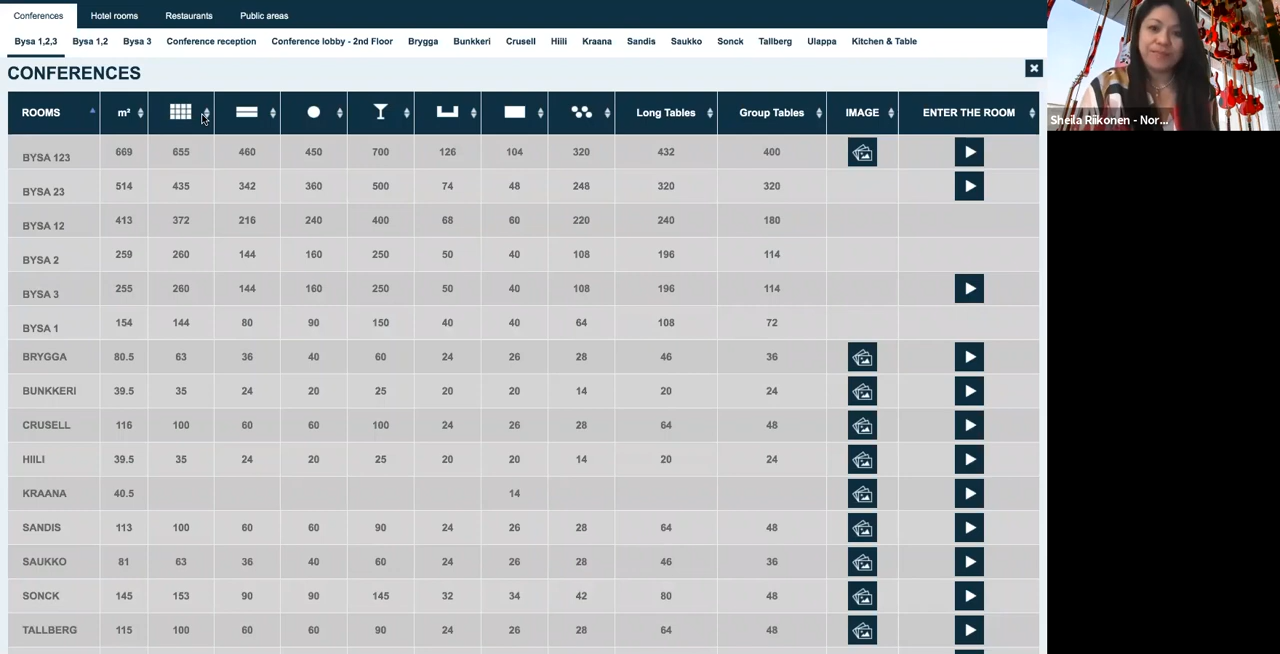 Conferences Hotel rooms Restaurants Public areas
Bysa 1,2,3 Bysa 1,2 Bysa 3 Conference reception Conference lobby - 2nd Floor Brygga Bunkkeri Crusell Hiili Kraana Sandis Saukko Sonck Tallberg Ulappa Kitchen & Table
CONFERENCES
ROOMS m² Long Tables Group Tables IMAGE ENTER THE ROOM
BYSA 123 669 655 460 450 700 126 104 320 432 400
BYSA 23 514 435 342 360 500 74 48 248 320 320
BYSA 12 413 372 216 240 400 68 60 220 240 180
BYSA 2 259 260 144 160 250 50 40 108 196 114
BYSA 3 255 260 144 160 250 50 40 108 196 114
BYSA 1 154 144 80 90 150 40 40 64 108 72
BRYGGA 80.5 63 36 40 60 24 26 28 46 36
BUNKKERI 39.5 35 24 20 25 20 20 14 20 24
CRUSELL 116 100 60 60 100 24 26 28 64 48
HIILI 39.5 35 24 20 25 20 20 14 20 24
KRAANA 40.5 14
SANDIS 113 100 60 60 90 24 26 28 64 48
SAUKKO 81 63 36 40 60 24 26 28 46 36
SONCK 145 153 90 90 145 32 34 42 80 48
TALLBERG 115 100 60 60 90 24 26 28 64 48
Sheila Riikonen - Nor...